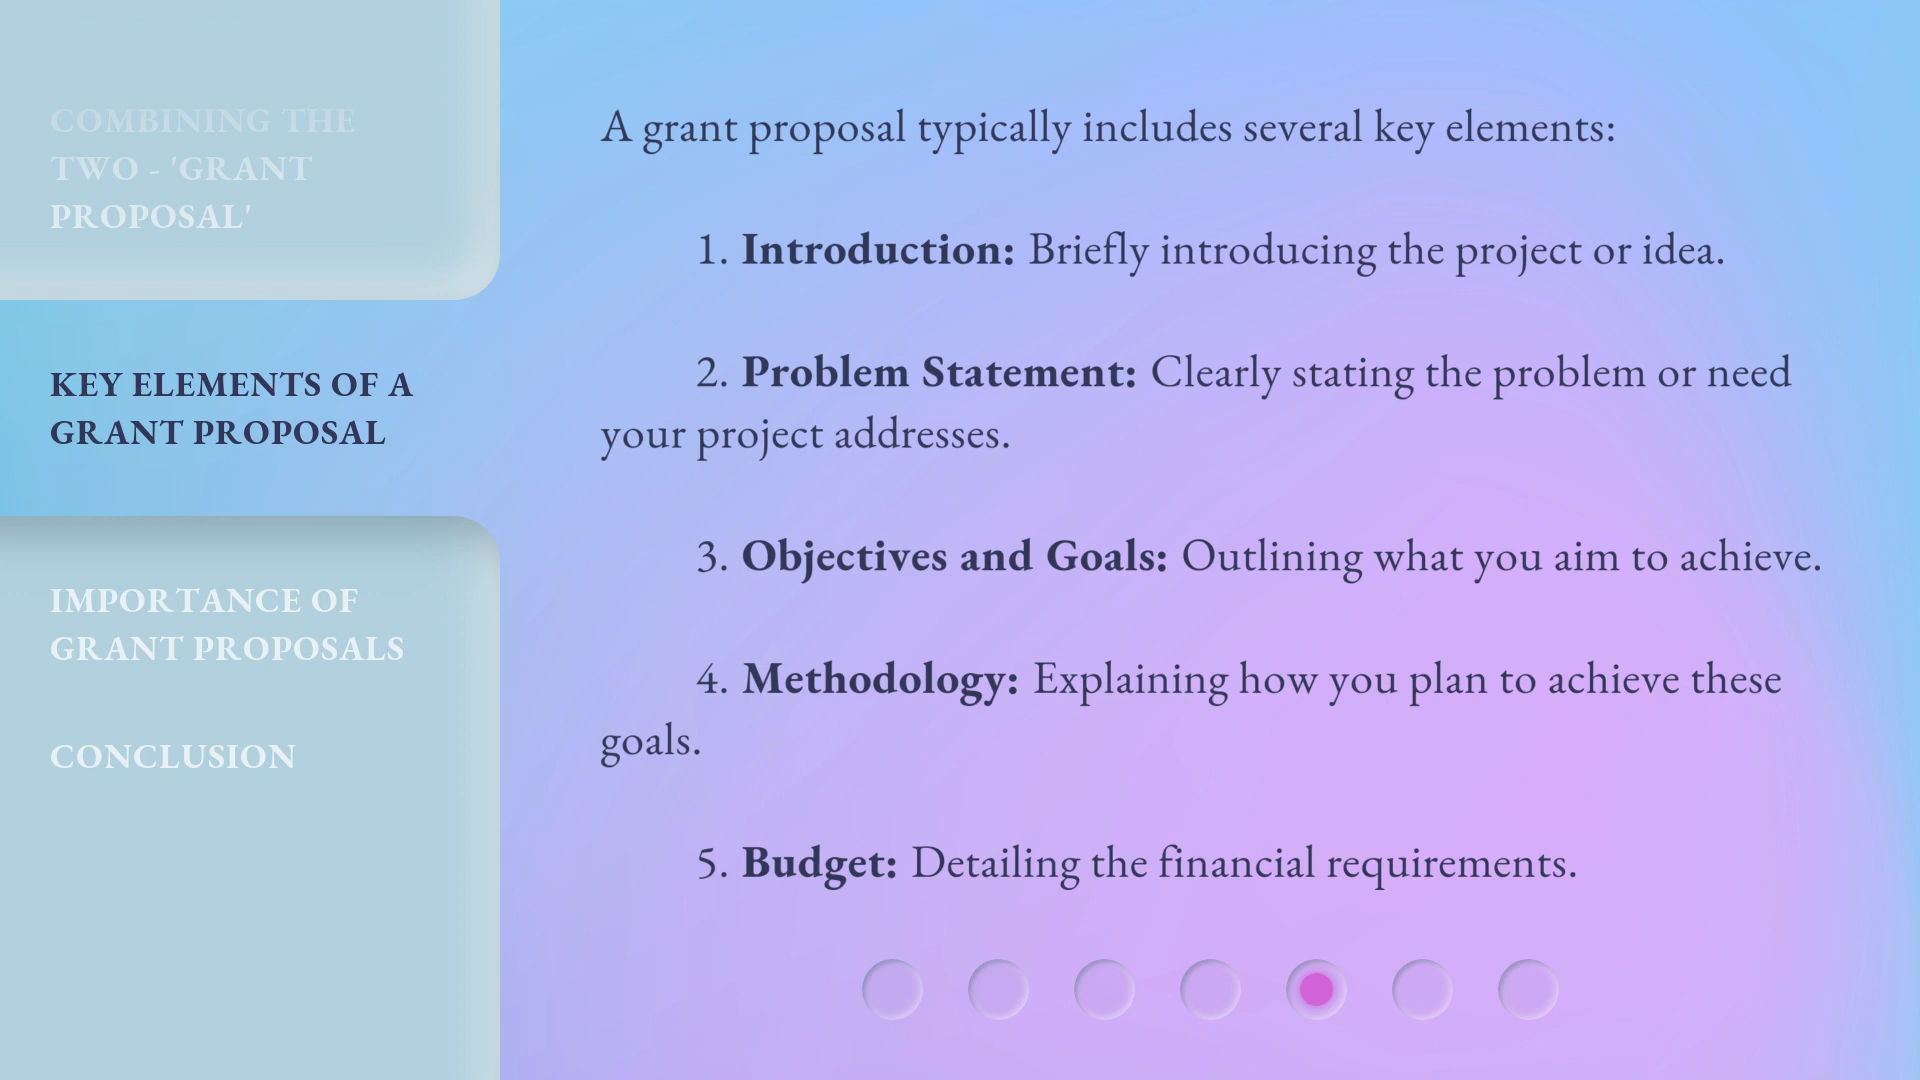 COMBINING THE
TWO - 'GRANT
PROPOSAL'
KEY ELEMENTS OF A
GRANT PROPOSAL
IMPORTANCE OF
GRANT PROPOSALS
CONCLUSION
A grant proposal typically includes several key elements:
1. Introduction: Briefly introducing the project or idea.
2. Problem Statement: Clearly stating the problem or need
your project addresses.
3. Objectives and Goals: Outlining what you aim to achieve.
4. Methodology: Explaining how you plan to achieve these
goals.
5. Budget: Detailing the financial requirements.